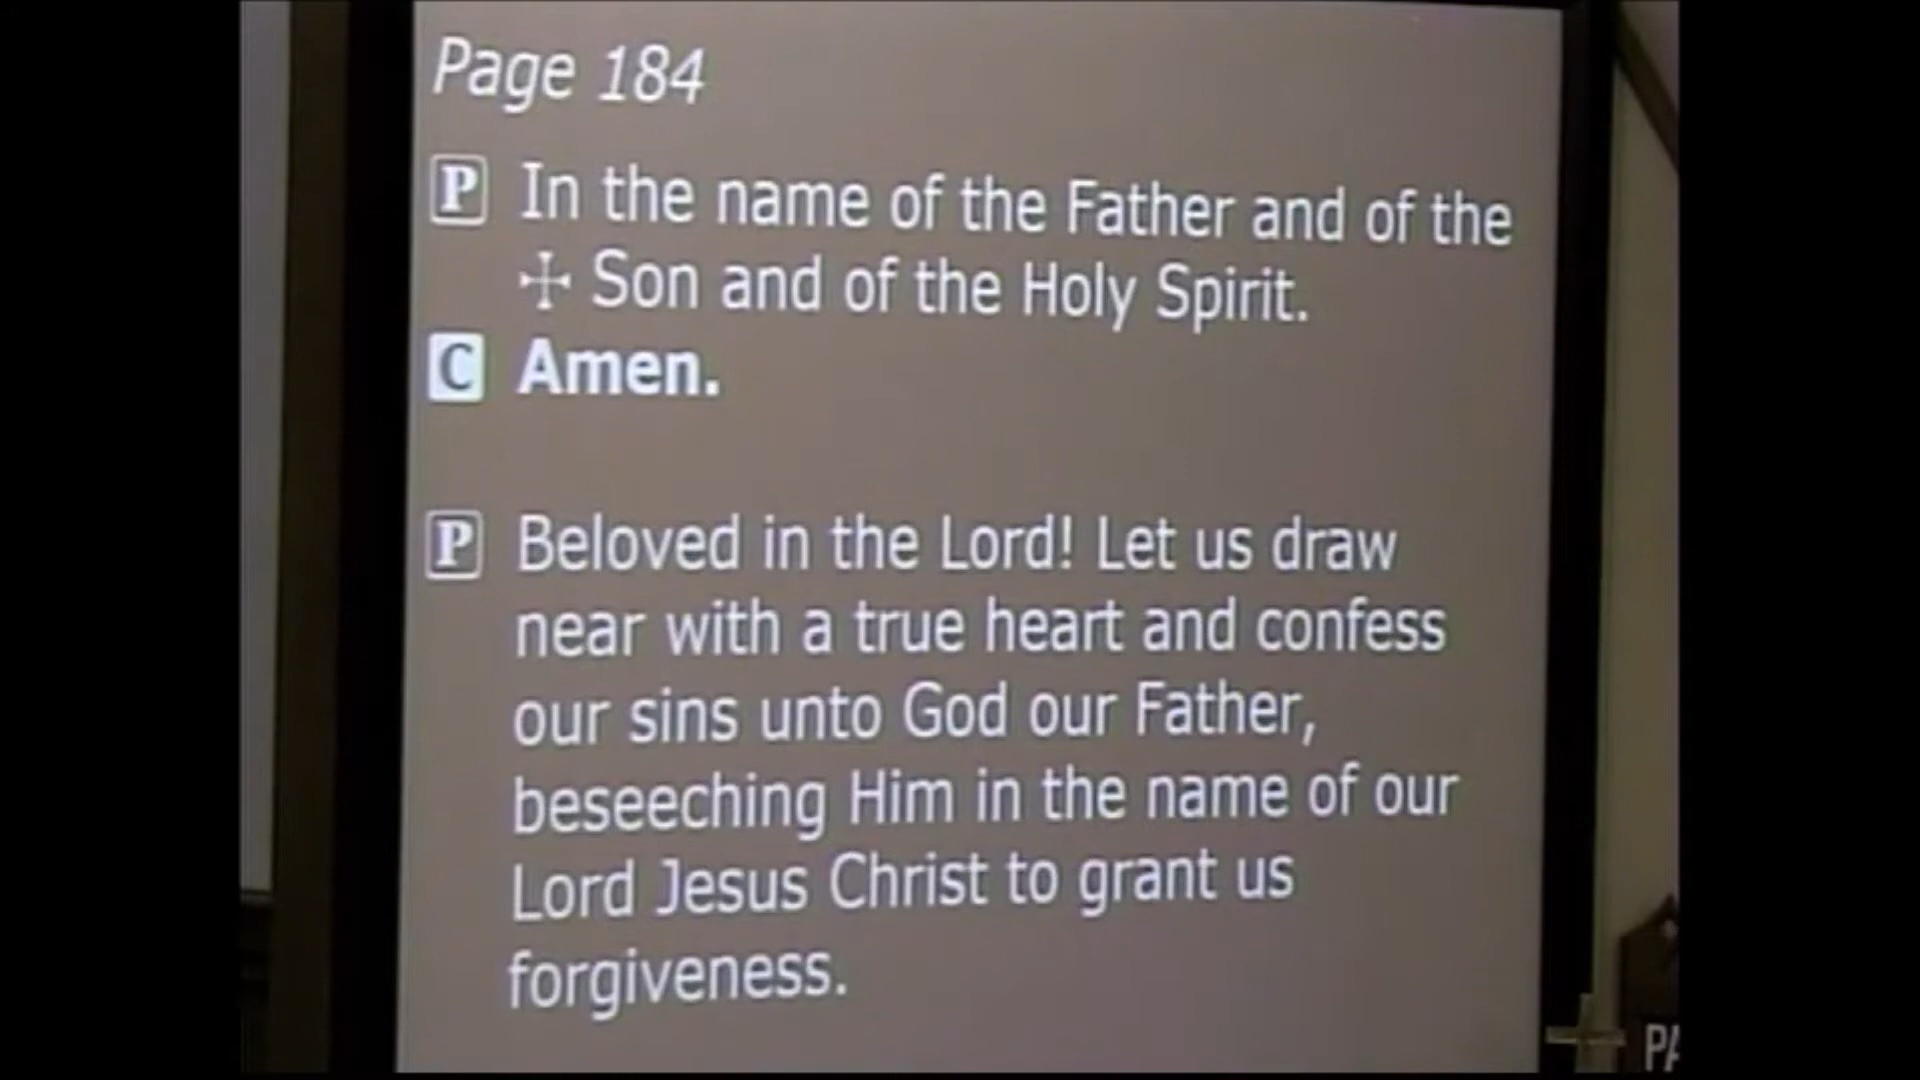 Page 184
P In the name of the Father and of the
☩ Son and of the Holy Spirit.
C Amen.
P Beloved in the Lord! Let us draw
near with a true heart and confess
our sins unto God our Father,
beseeching Him in the name of our
Lord Jesus Christ to grant us
forgiveness.